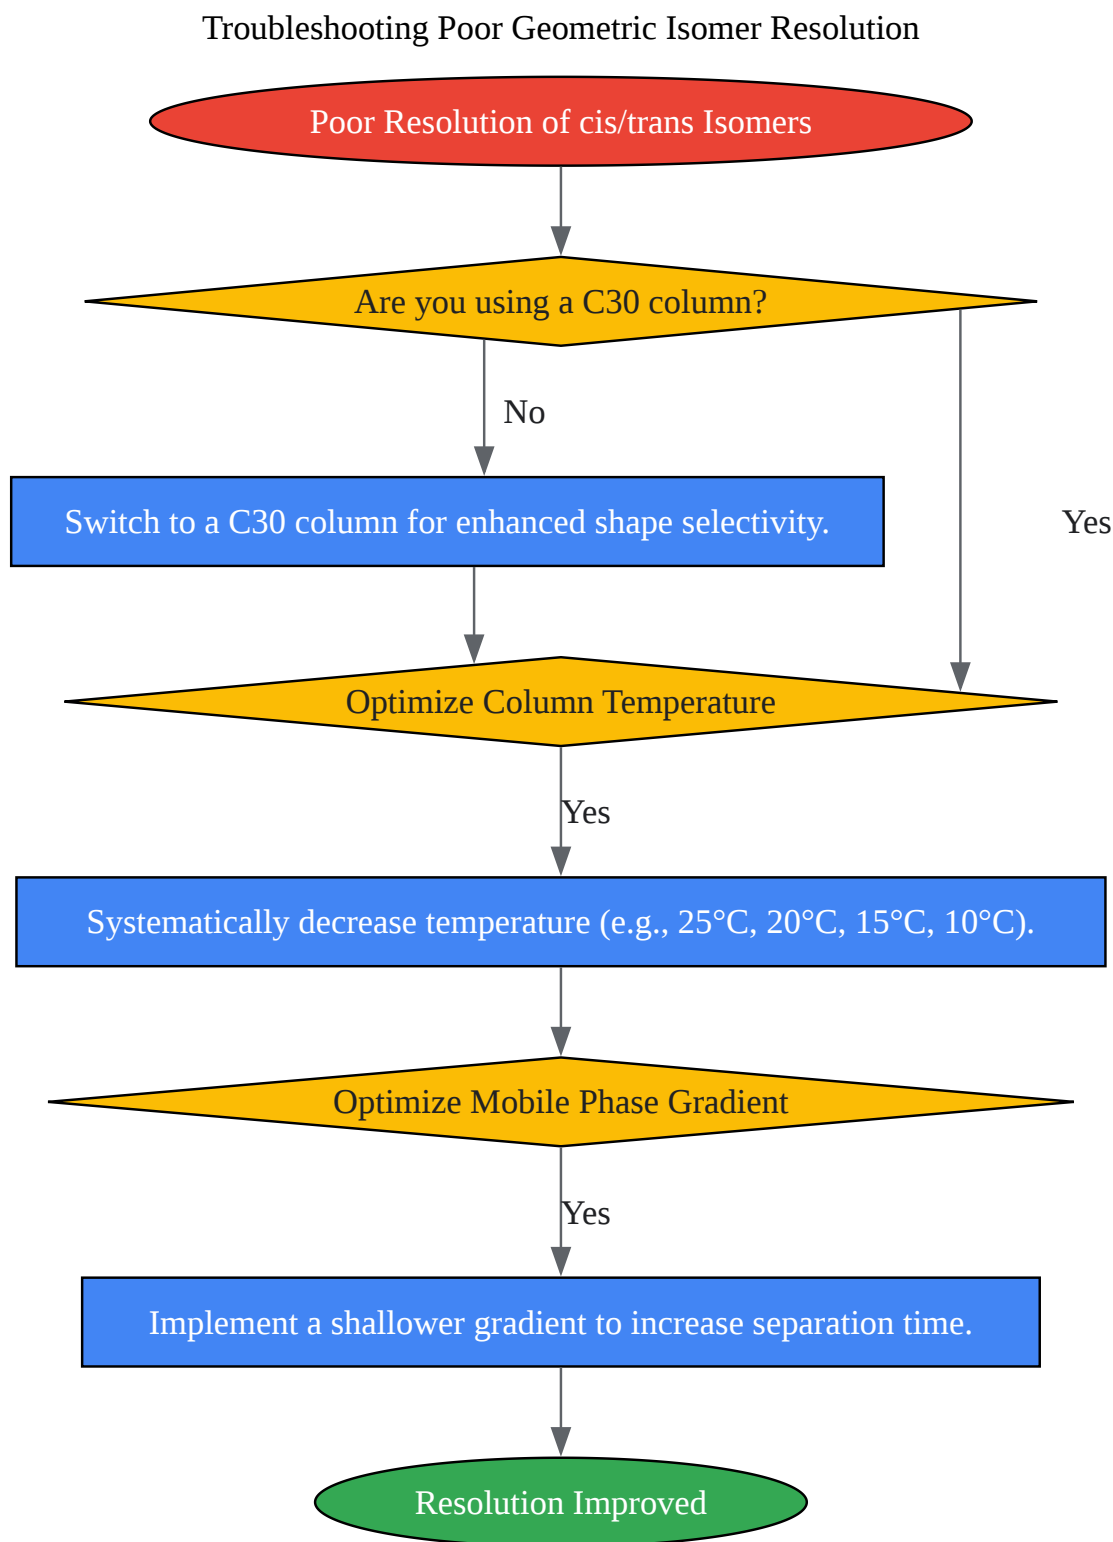 Troubleshooting Poor Geometric Isomer Resolution
Poor Resolution of cis/trans Isomers
Are you using a C30 column?
No
Switch to a C30 column for enhanced shape selectivity.
Yes
Optimize Column Temperature
Yes
Systematically decrease temperature (e.g., 25°C, 20°C, 15°C, 10°C).
Optimize Mobile Phase Gradient
Yes
Implement a shallower gradient to increase separation time.
Resolution Improved